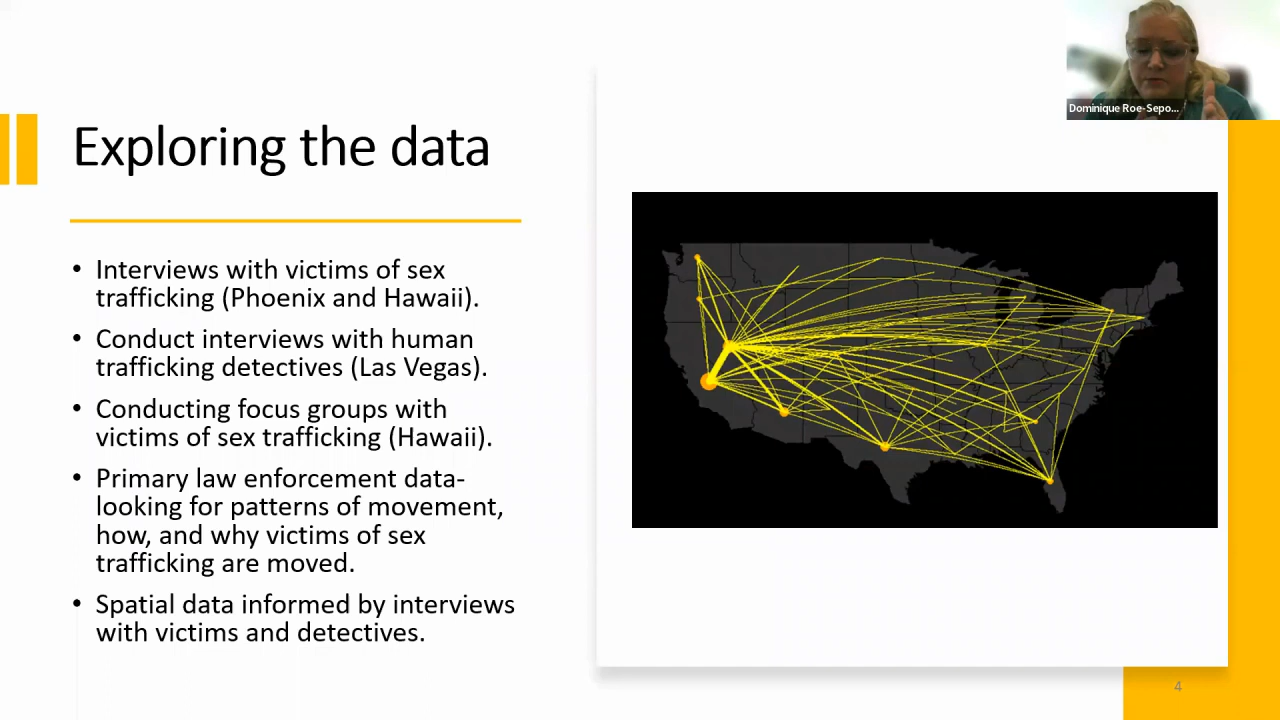 Dominique Roe-Sepo...
Exploring the data
• Interviews with victims of sex
trafficking (Phoenix and Hawaii).
• Conduct interviews with human
trafficking detectives (Las Vegas).
• Conducting focus groups with
victims of sex trafficking (Hawaii).
• Primary law enforcement data-
looking for patterns of movement,
how, and why victims of sex
trafficking are moved.
• Spatial data informed by interviews
with victims and detectives.
4